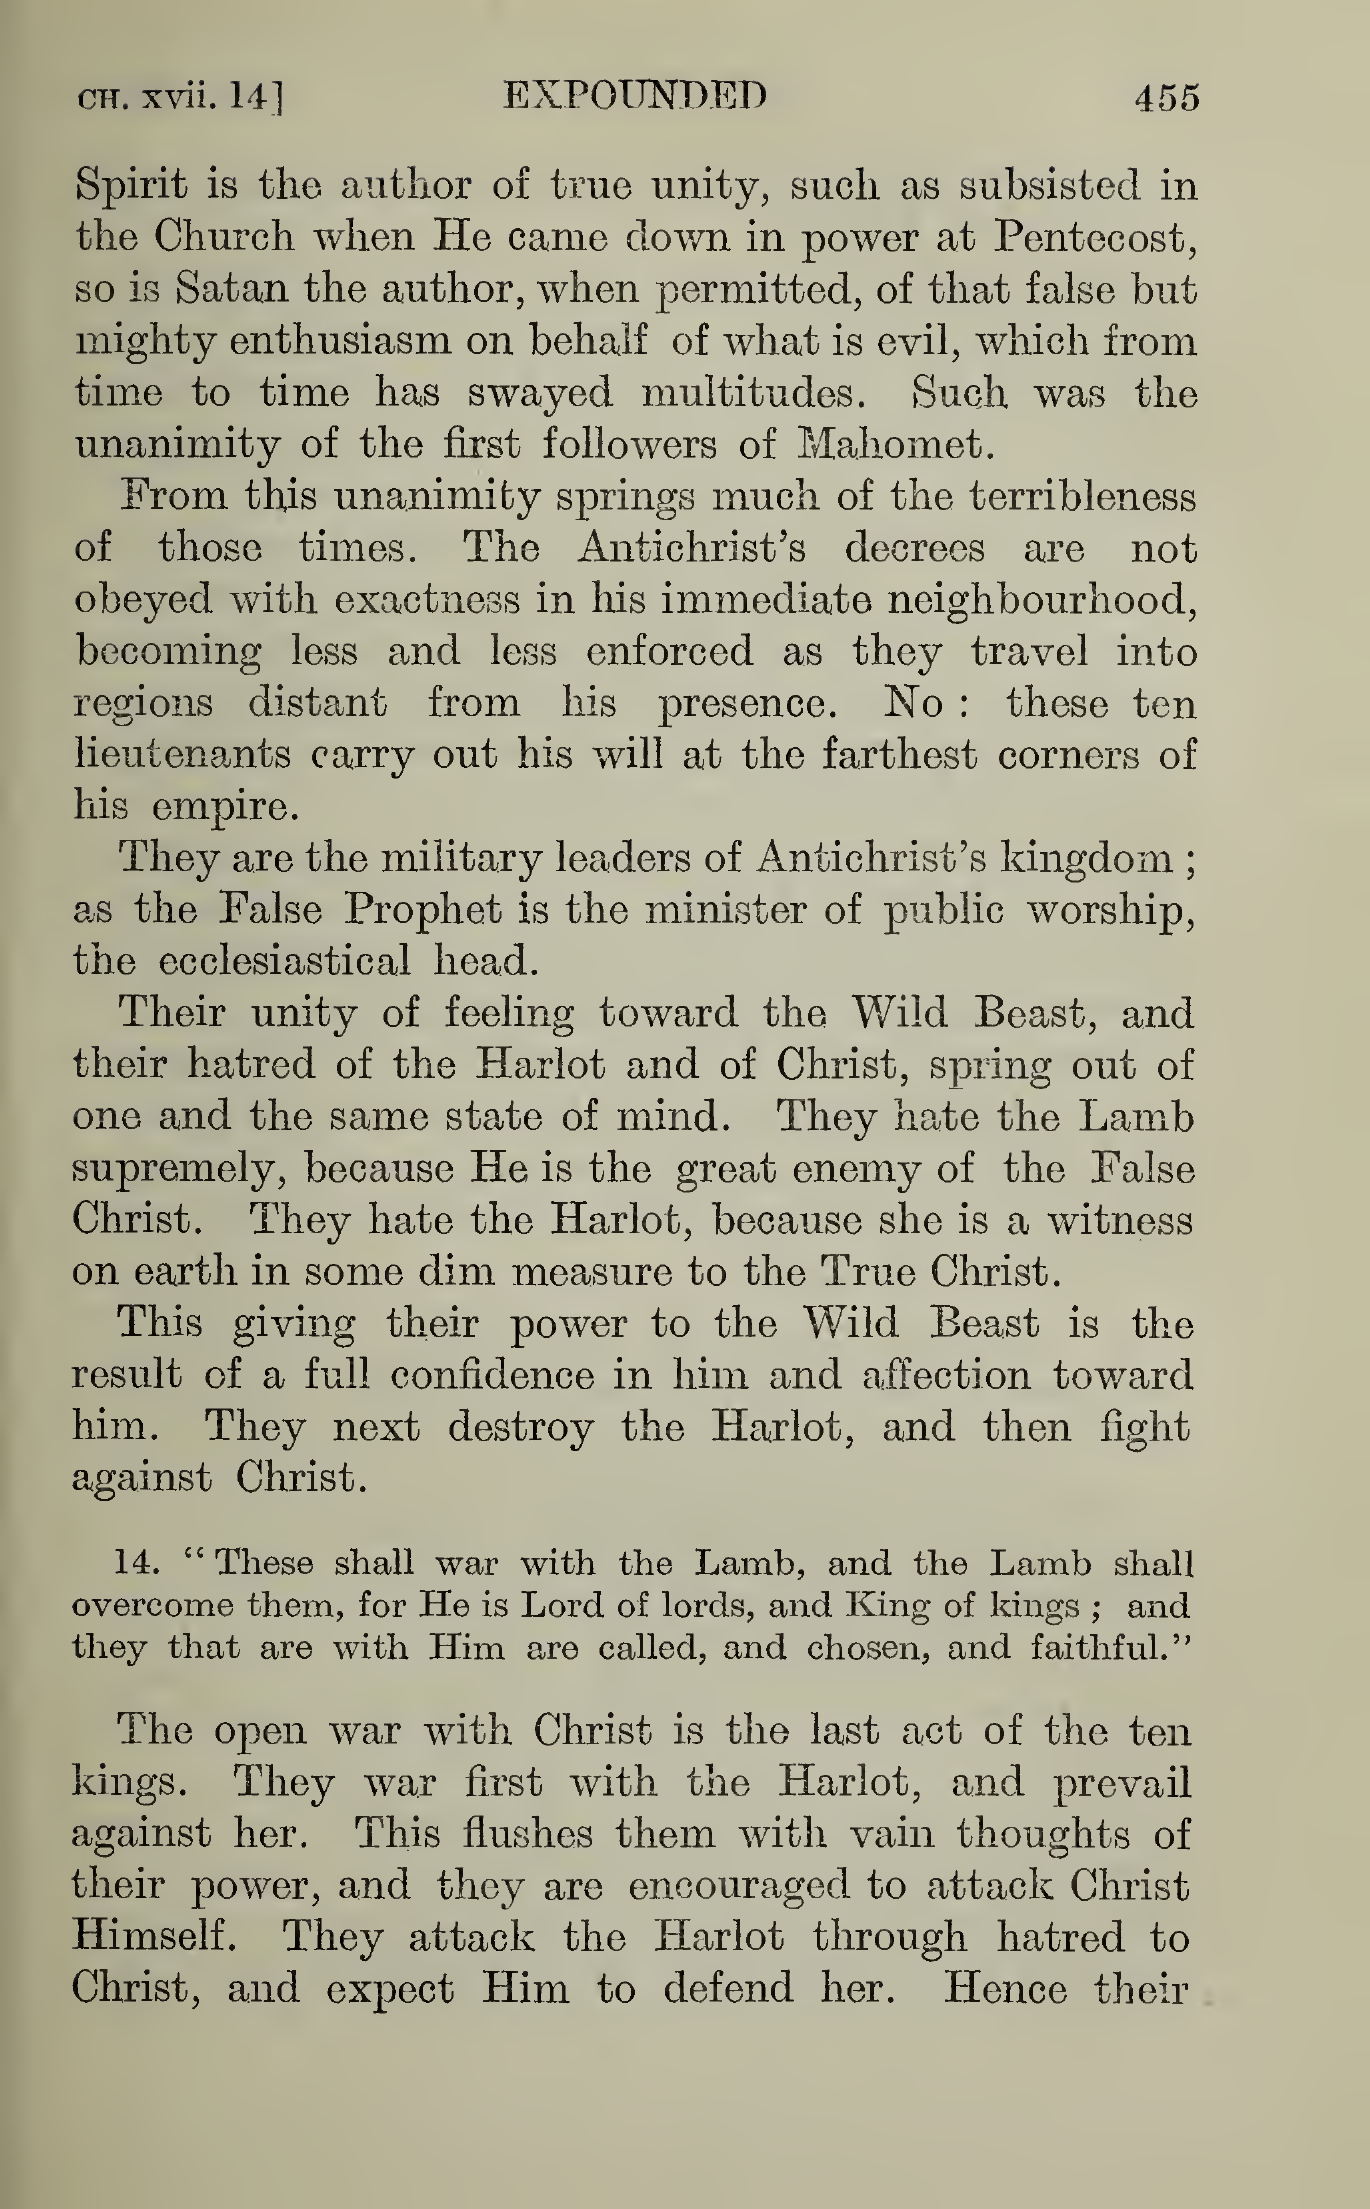 CH. xvii. 14] EXPOUNDED 455
Spirit is the author of true unity, such as subsisted in
the Church when He came down in power at Pentecost,
so is Satan the author, when permitted, of that false but
mighty enthusiasm on behalf of what is evil, which from
time to time has swayed multitudes. Such was the
unanimity of the first followers of Mahomet.
From this unanimity springs much of the terribleness
of those times. The Antichrist's decrees are not
obeyed with exactness in his immediate neighbourhood,
becoming less and less enforced as they travel into
regions distant from his presence. No : these ten
lieutenants carry out his will at the farthest corners of
his empire.
They are the military leaders of Antichrist's kingdom ;
as the False Prophet is the minister of public worship,
the ecclesiastical head.
Their unity of feeling toward the Wild Beast, and
their hatred of the Harlot and of Christ, spring out of
one and the same state of mind. They hate the Lamb
supremely, because He is the great enemy of the False
Christ. They hate the Harlot, because she is a witness
on earth in some dim measure to the True Christ.
This giving their power to the Wild Beast is the
result of a full confidence in him and affection toward
him. They next destroy the Harlot, and then fight
against Christ.
14. "These shall war with the Lamb, and the Lamb shall
overcome them, for He is Lord of lords, and King of kings ; and
they that are with Him are called, and chosen, and faithful."
The open war with Christ is the last act of the ten
kings. They war first with the Harlot, and prevail
against her. This flushes them with vain thoughts of
their power, and they are encouraged to attack Christ
Himself. They attack the Harlot through hatred to
Christ, and expect Him to defend her. Hence their